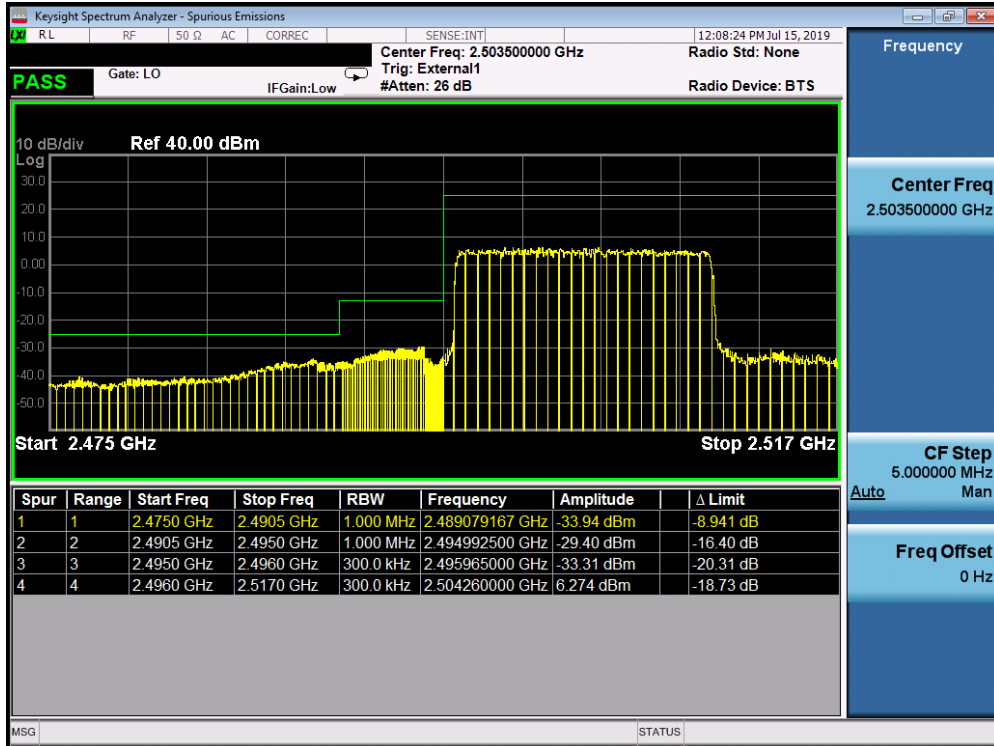 Keysight Spectrum Analyzer - Spurious Emissions
LXI RL RF 50 Ω AC CORREC SENSE:INT 12:08:24 PM Jul 15, 2019
Center Freq: 2.503500000 GHz Radio Std: None
PASS Gate: LO Trig: External1
IFGain:Low #Atten: 26 dB Radio Device: BTS
Frequency
10 dB/div Ref 40.00 dBm
Log
30.0
20.0
10.0
0.00
-10.0
-20.0
-30.0
-40.0
-50.0
Start 2.475 GHz Stop 2.517 GHz
Center Freq
2.503500000 GHz
CF Step
5.000000 MHz
Auto Man
Freq Offset
0 Hz
Spur Range Start Freq Stop Freq RBW Frequency Amplitude Δ Limit
1 1 2.4750 GHz 2.4905 GHz 1.000 MHz 2.489079167 GHz -33.94 dBm -8.941 dB
2 2 2.4905 GHz 2.4950 GHz 1.000 MHz 2.494992500 GHz -29.40 dBm -16.40 dB
3 3 2.4950 GHz 2.4960 GHz 300.0 kHz 2.495965000 GHz -33.31 dBm -20.31 dB
4 4 2.4960 GHz 2.5170 GHz 300.0 kHz 2.504260000 GHz 6.274 dBm -18.73 dB
MSG STATUS